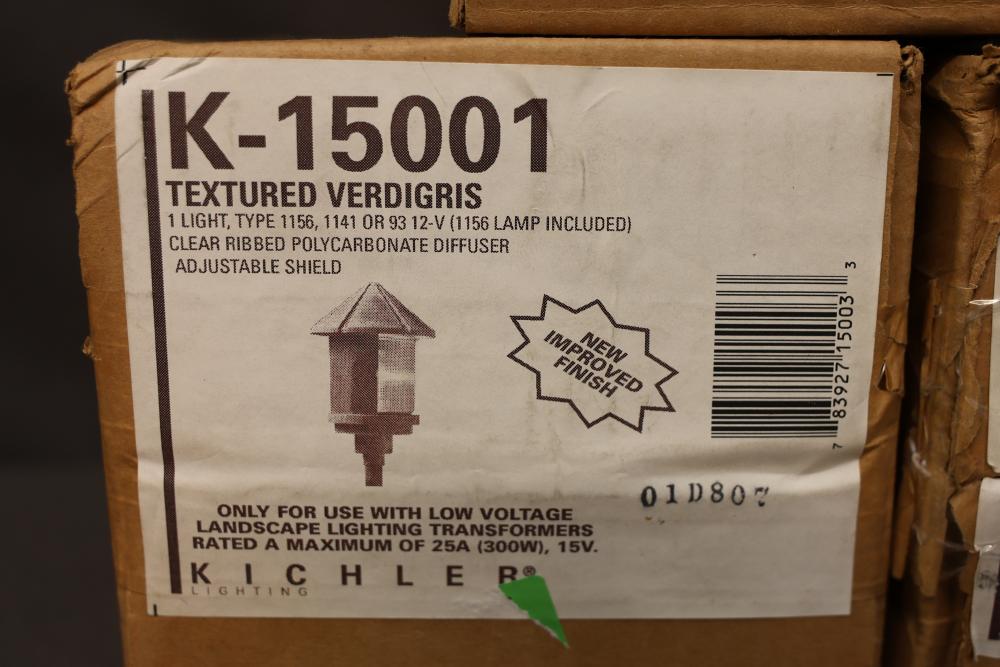 K-15001
TEXTURED VERDIGRIS
1 LIGHT, TYPE 1156, 1141 OR 93 12-V (1156 LAMP INCLUDED)
CLEAR RIBBED POLYCARBONATE DIFFUSER
ADJUSTABLE SHIELD
NEW
IMPROVED
FINISH
7 83927 15003 3
01D807
ONLY FOR USE WITH LOW VOLTAGE
LANDSCAPE LIGHTING TRANSFORMERS
RATED A MAXIMUM OF 25A (300W), 15V.
KICHLER®
LIGHTING